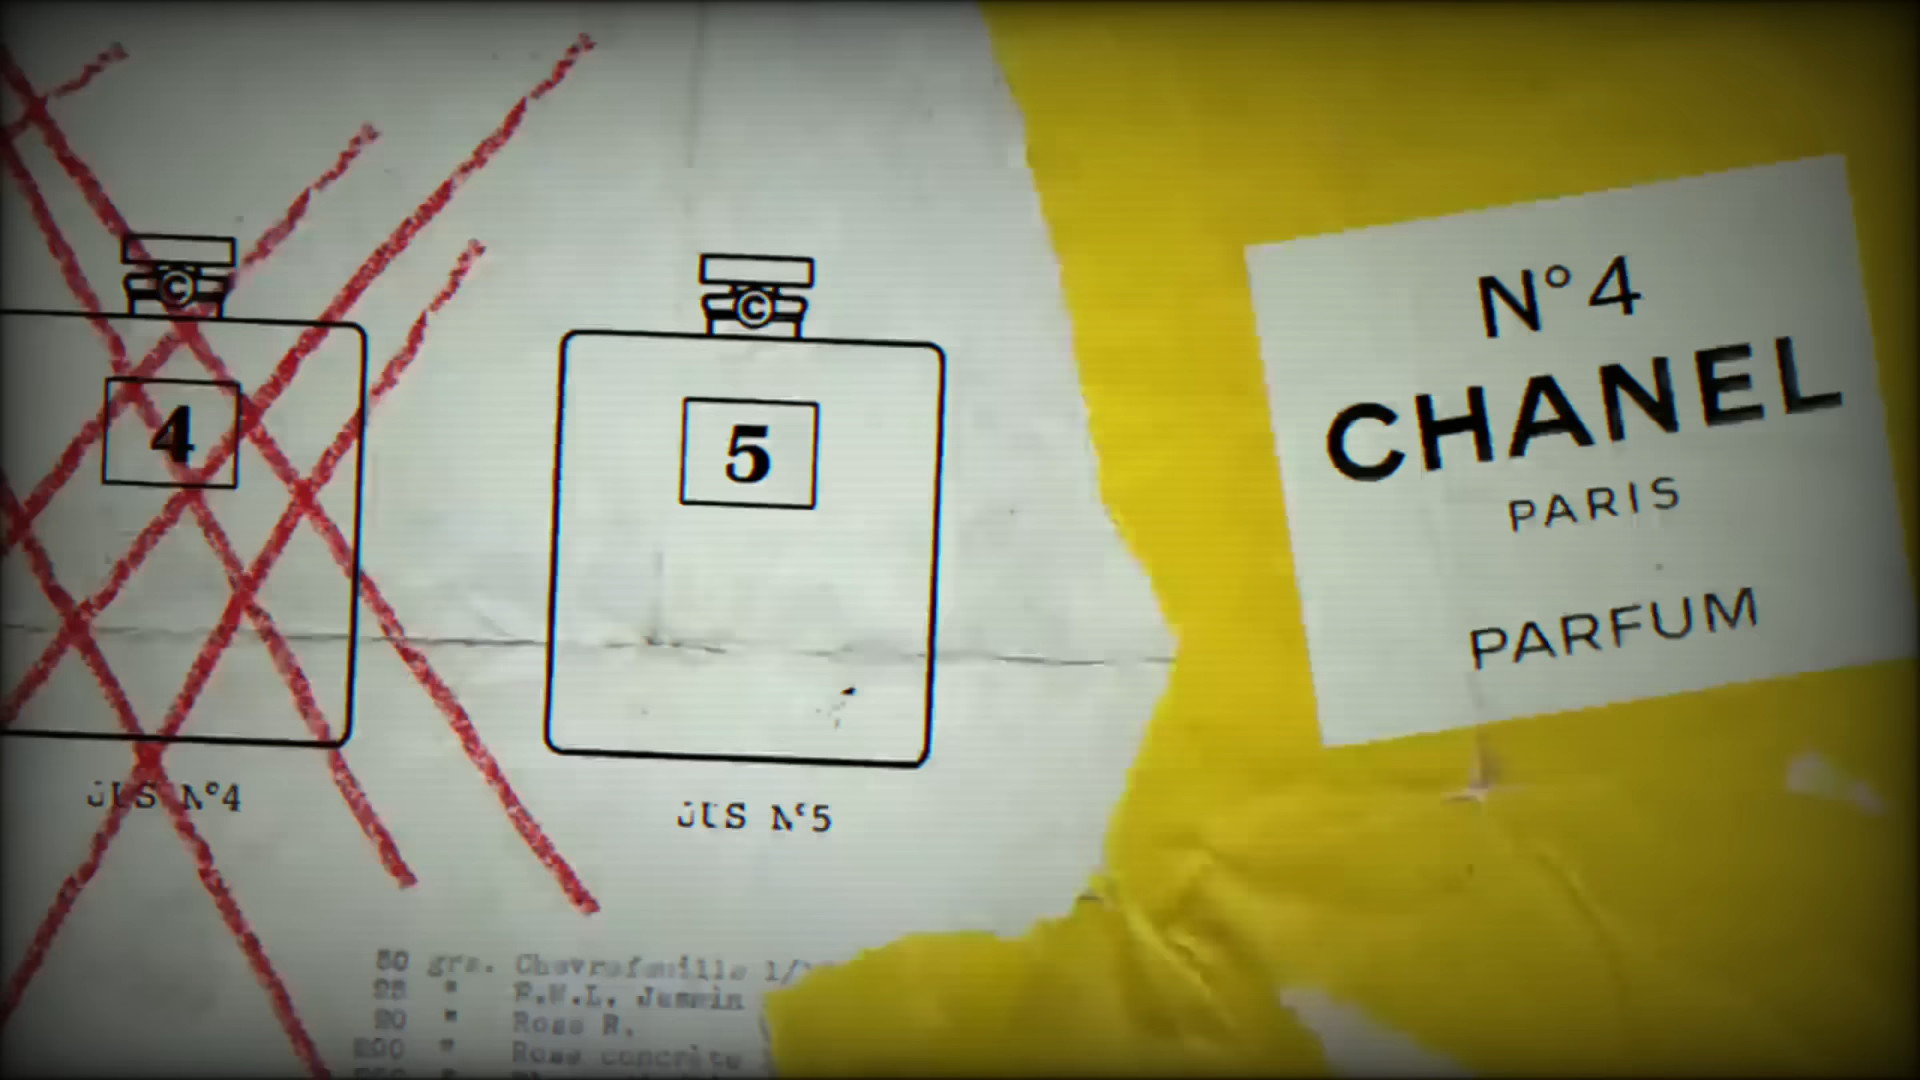 4
JUS N°4
5
JUS N°5
N°4
CHANEL
PARIS
PARFUM
50 grs. Chevrefeuille 1/
25 " F.W.L. Jasmin
20 " Rose R.
200 " Rose concrète